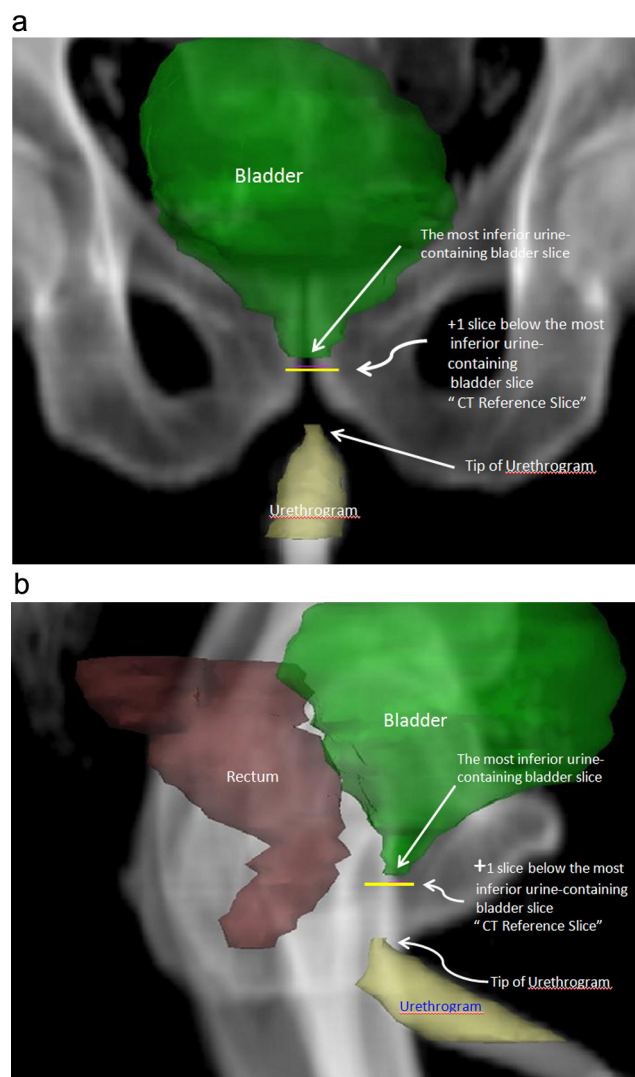 a
Bladder
The most inferior urine-
containing bladder slice
+1 slice below the most
inferior urine-
containing
bladder slice
“CT Reference Slice”
Tip of Urethrogram
Urethrogram
b
Bladder
The most inferior urine-
containing bladder slice
Rectum
+1 slice below the most
inferior urine-containing
bladder slice
“CT Reference Slice”
Tip of Urethrogram
Urethrogram